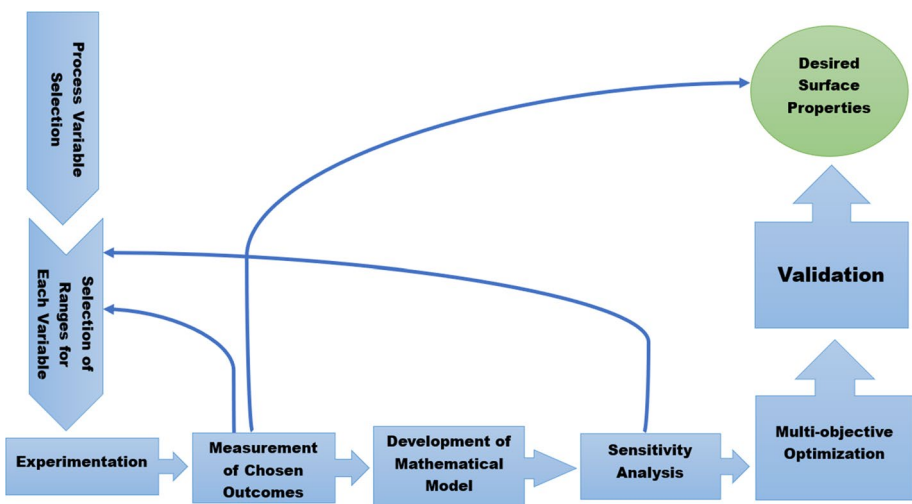 Process Variable
Selection
Selection of
Ranges for
Each Variable
Experimentation
Measurement
of Chosen
Outcomes
Development of
Mathematical
Model
Sensitivity
Analysis
Multi-objective
Optimization
Validation
Desired
Surface
Properties